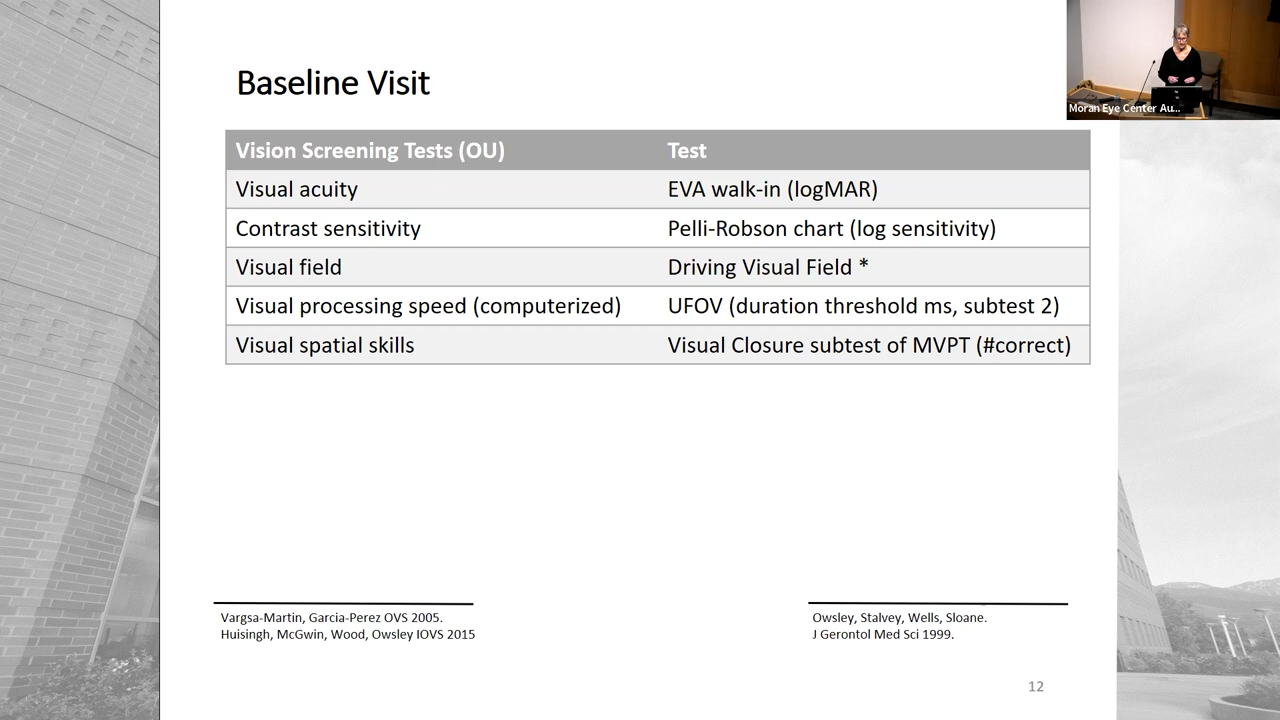 Baseline Visit
Moran Eye Center Au...
Vision Screening Tests (OU) Test
Visual acuity EVA walk-in (logMAR)
Contrast sensitivity Pelli-Robson chart (log sensitivity)
Visual field Driving Visual Field *
Visual processing speed (computerized) UFOV (duration threshold ms, subtest 2)
Visual spatial skills Visual Closure subtest of MVPT (#correct)
Vargsa-Martin, Garcia-Perez OVS 2005.
Huisingh, McGwin, Wood, Owsley IOVS 2015
Owsley, Stalvey, Wells, Sloane.
J Gerontol Med Sci 1999.
12